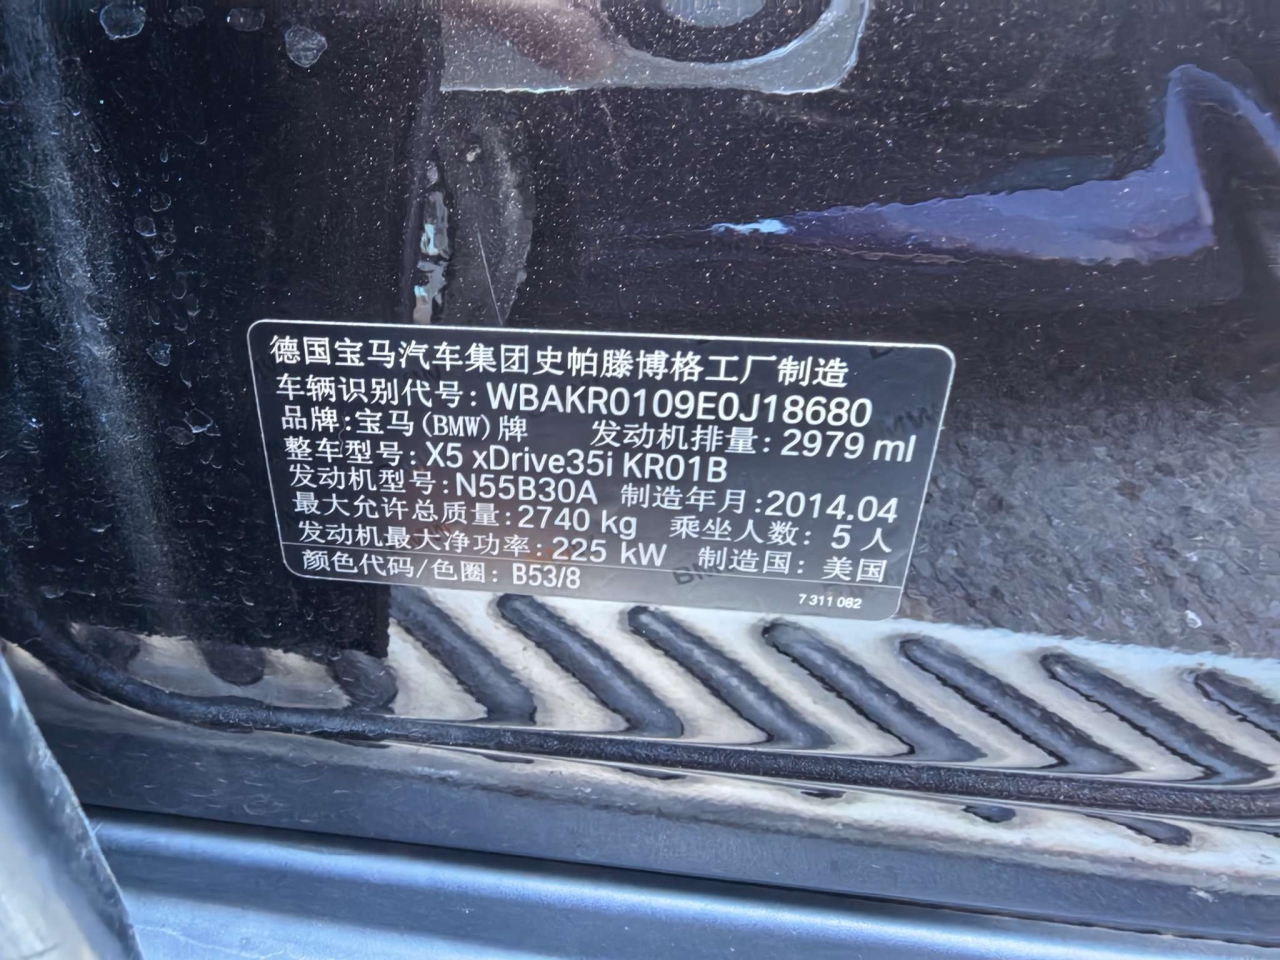 德国宝马汽车集团史帕滕博格工厂制造
车辆识别代号: WBAKR0109E0J18680
品牌: 宝马(BMW)牌 发动机排量: 2979 ml
整车型号: X5 xDrive35i KR01B
发动机型号: N55B30A 制造年月: 2014.04
最大允许总质量: 2740 kg 乘坐人数: 5 人
发动机最大净功率: 225 kW 制造国: 美国
颜色代码/色圈: B53/8
7 311 062